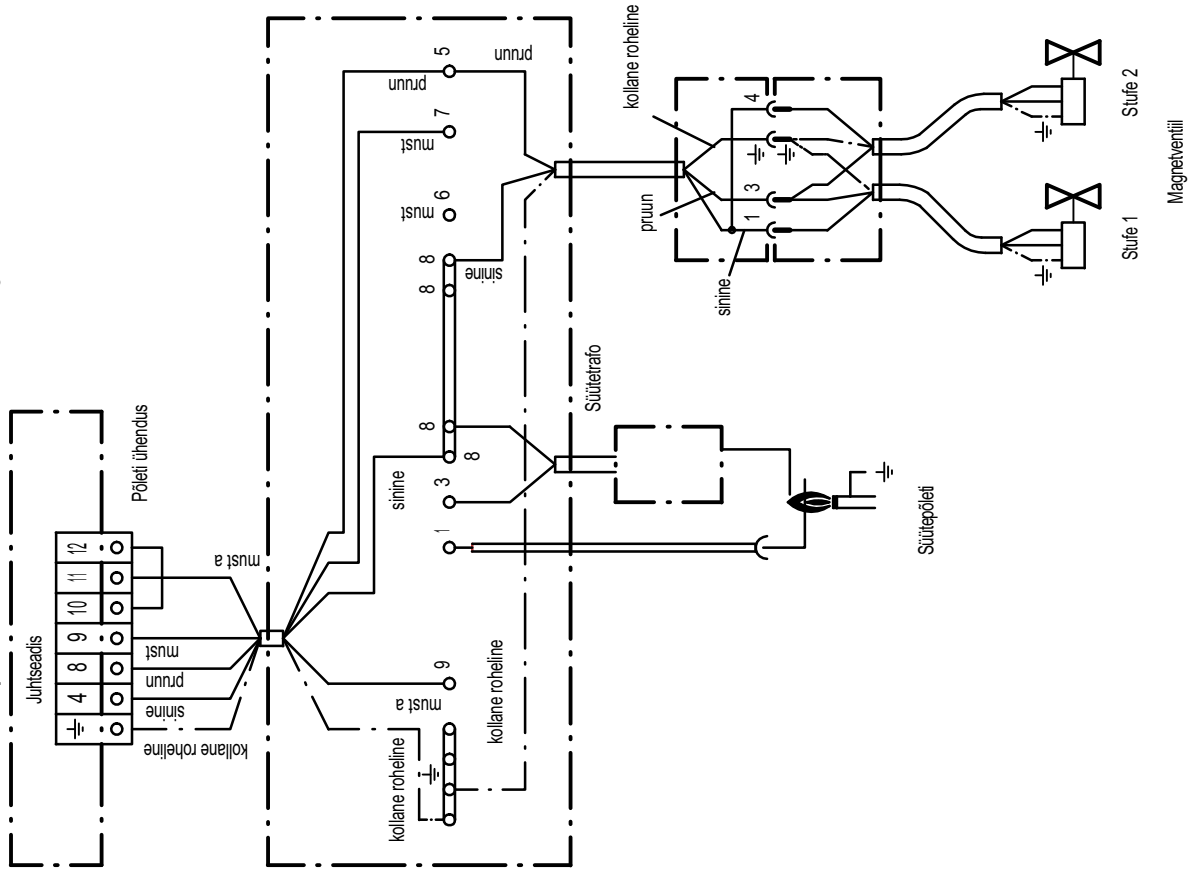 Juhtseadis
4 8 9 10 11 12
Põleti ühendus
kollane roheline
sinine
pruun
must
must a
kollane roheline
must a
9
kollane roheline
1
3
8
8
sinine
8
8
sinine
6
must
7
must
5
pruun
pruun
Süütetrafo
Süütepõleti
kollane roheline
pruun
sinine
1
3
4
Stufe 1
Stufe 2
Magnetventiil